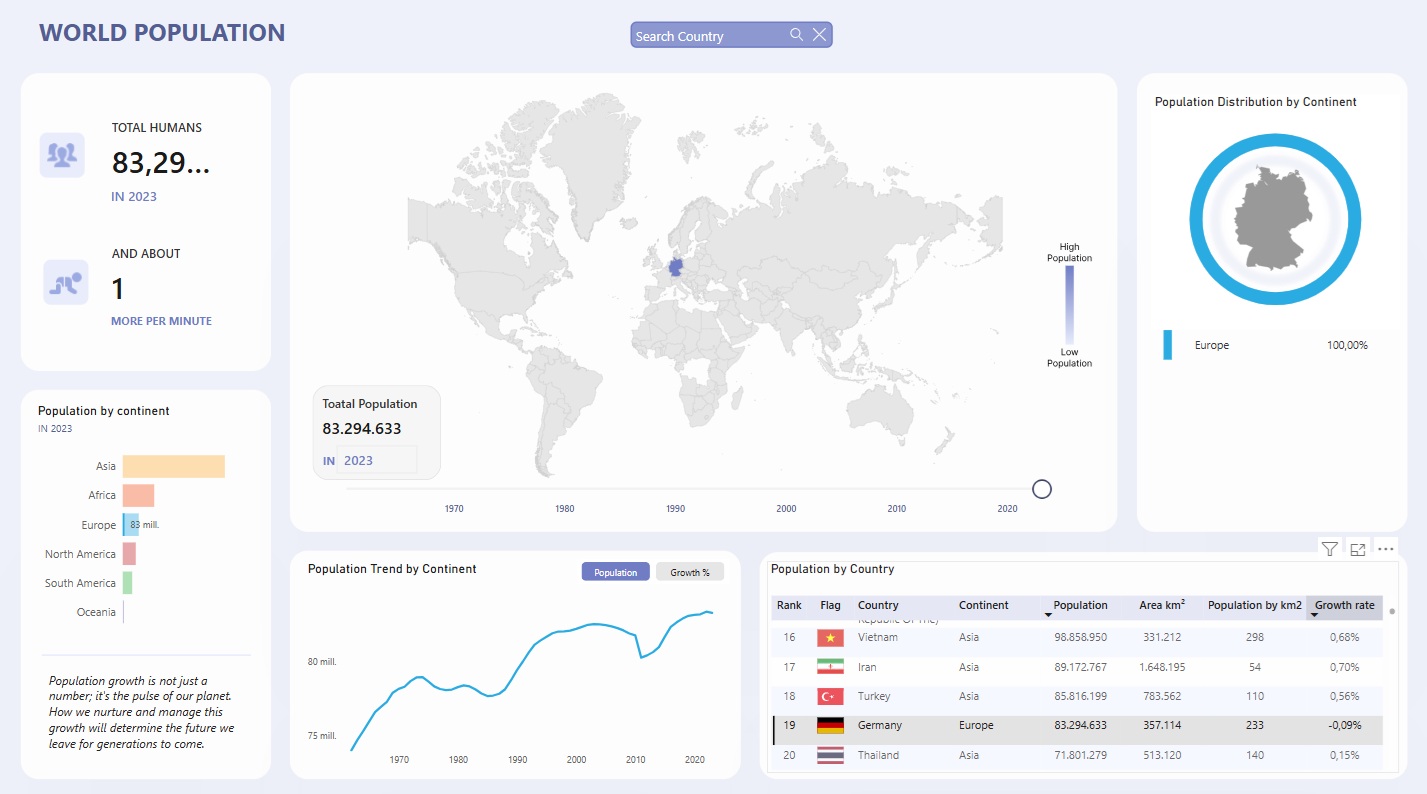 WORLD POPULATION
Search Country
TOTAL HUMANS
83,29...
IN 2023
AND ABOUT
1
MORE PER MINUTE
Population by continent
IN 2023
Asia
Africa
Europe 83 mill.
North America
South America
Oceania
Population growth is not just a
number; it's the pulse of our planet.
How we nurture and manage this
growth will determine the future we
leave for generations to come.
High
Population
Low
Population
Toatal Population
83.294.633
IN 2023
1970 1980 1990 2000 2010 2020
Population Distribution by Continent
Europe 100,00%
Population Trend by Continent
Population Growth %
80 mill.
75 mill.
1970 1980 1990 2000 2010 2020
Population by Country
Rank Flag Country Continent Population Area km² Population by km2 Growth rate
Republic Of The)
16 Vietnam Asia 98.858.950 331.212 298 0,68%
17 Iran Asia 89.172.767 1.648.195 54 0,70%
18 Turkey Asia 85.816.199 783.562 110 0,56%
19 Germany Europe 83.294.633 357.114 233 -0,09%
20 Thailand Asia 71.801.279 513.120 140 0,15%